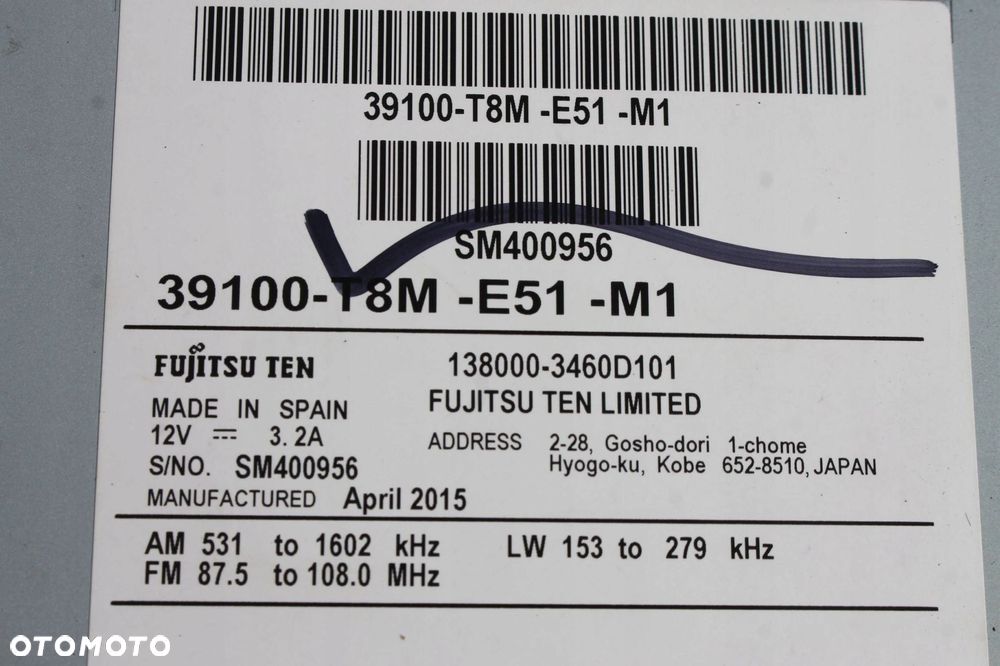 39100-T8M -E51 -M1
SM400956
39100-T8M -E51 -M1
FUJITSU TEN 138000-3460D101
MADE IN SPAIN FUJITSU TEN LIMITED
12V ⎓ 3.2A ADDRESS 2-28, Gosho-dori 1-chome
S/NO. SM400956 Hyogo-ku, Kobe 652-8510, JAPAN
MANUFACTURED April 2015
AM 531 to 1602 kHz LW 153 to 279 kHz
FM 87.5 to 108.0 MHz
OTOMOTO